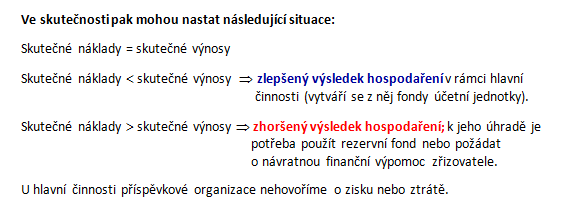 Ve skutečnosti pak mohou nastat následující situace:
Skutečné náklady = skutečné výnosy
Skutečné náklady < skutečné výnosy ⇒ zlepšený výsledek hospodaření v rámci hlavní
činnosti (vytváří se z něj fondy účetní jednotky).
Skutečné náklady > skutečné výnosy ⇒ zhoršený výsledek hospodaření; k jeho úhradě je
potřeba použít rezervní fond nebo požádat
o návratnou finanční výpomoc zřizovatele.
U hlavní činnosti příspěvkové organizace nehovoříme o zisku nebo ztrátě.